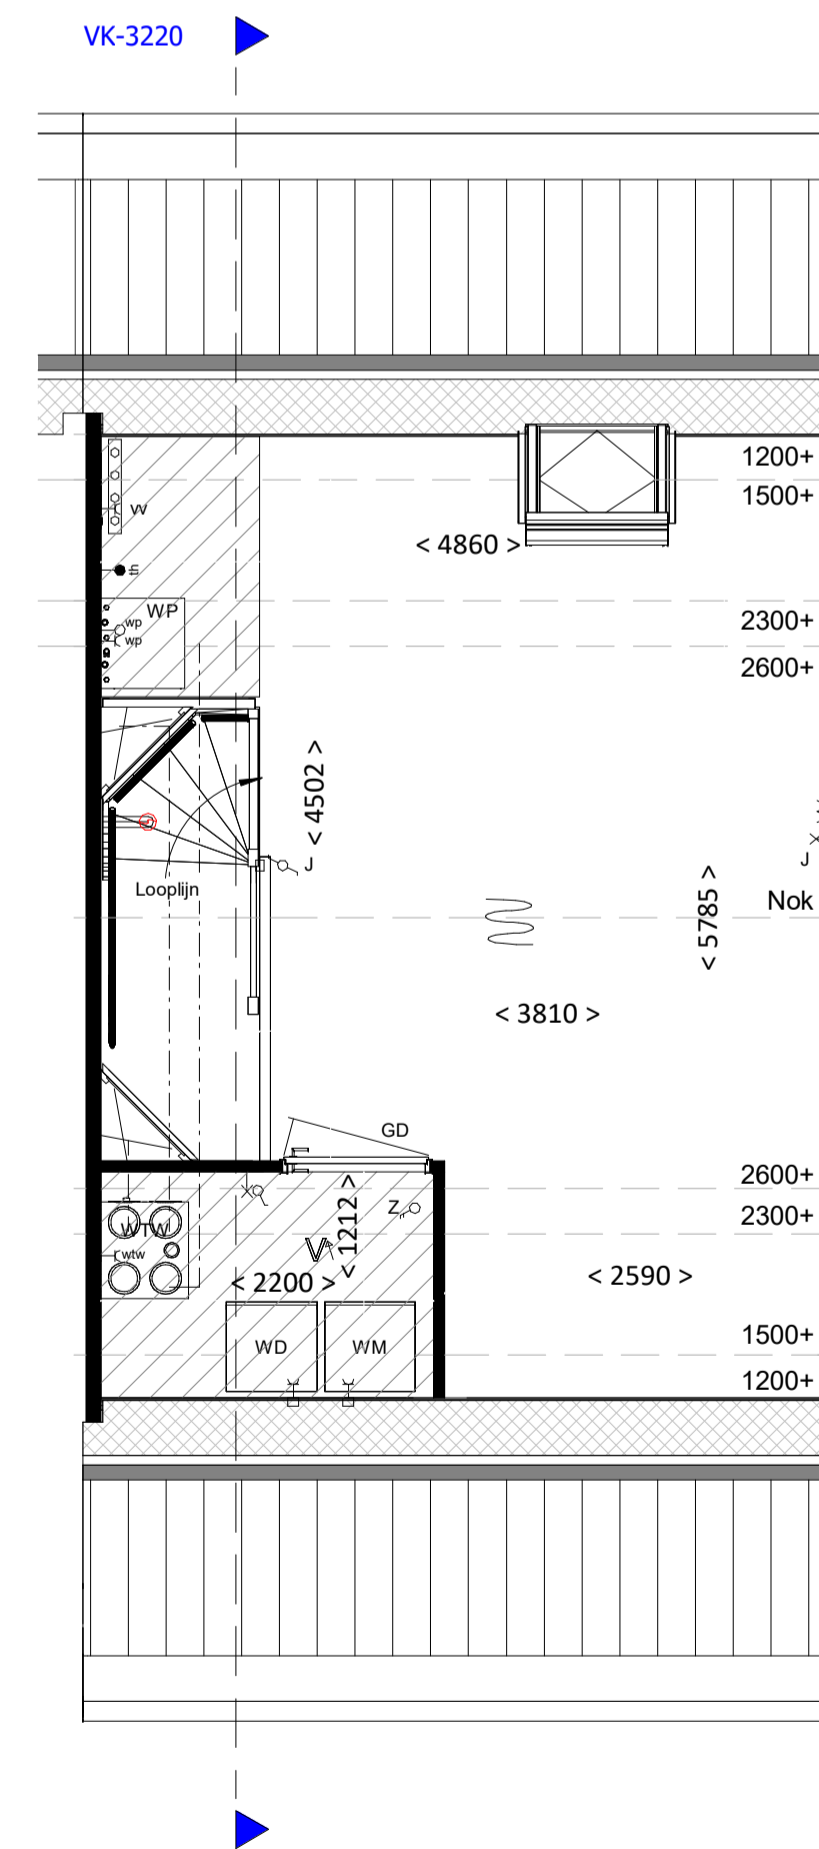 VK-3220
1200+
1500+
vv
< 4860 >
th
WP
wp
wp
2300+
2600+
< 4502 >
J
J
Looplijn
< 5785 >
Nok
< 3810 >
GD
2600+
< 1212 >
Z
2300+
WTW
wtw
V
< 2200 >
< 2590 >
1500+
WD
WM
1200+